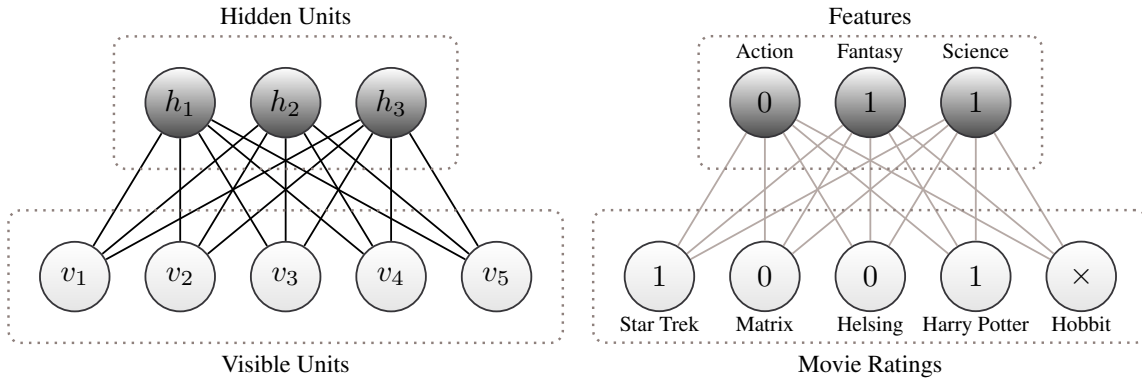 Hidden Units
h1 h2 h3
v1 v2 v3 v4 v5
Visible Units
Features
Action Fantasy Science
0 1 1
1 0 0 1 ×
Star Trek Matrix Helsing Harry Potter Hobbit
Movie Ratings